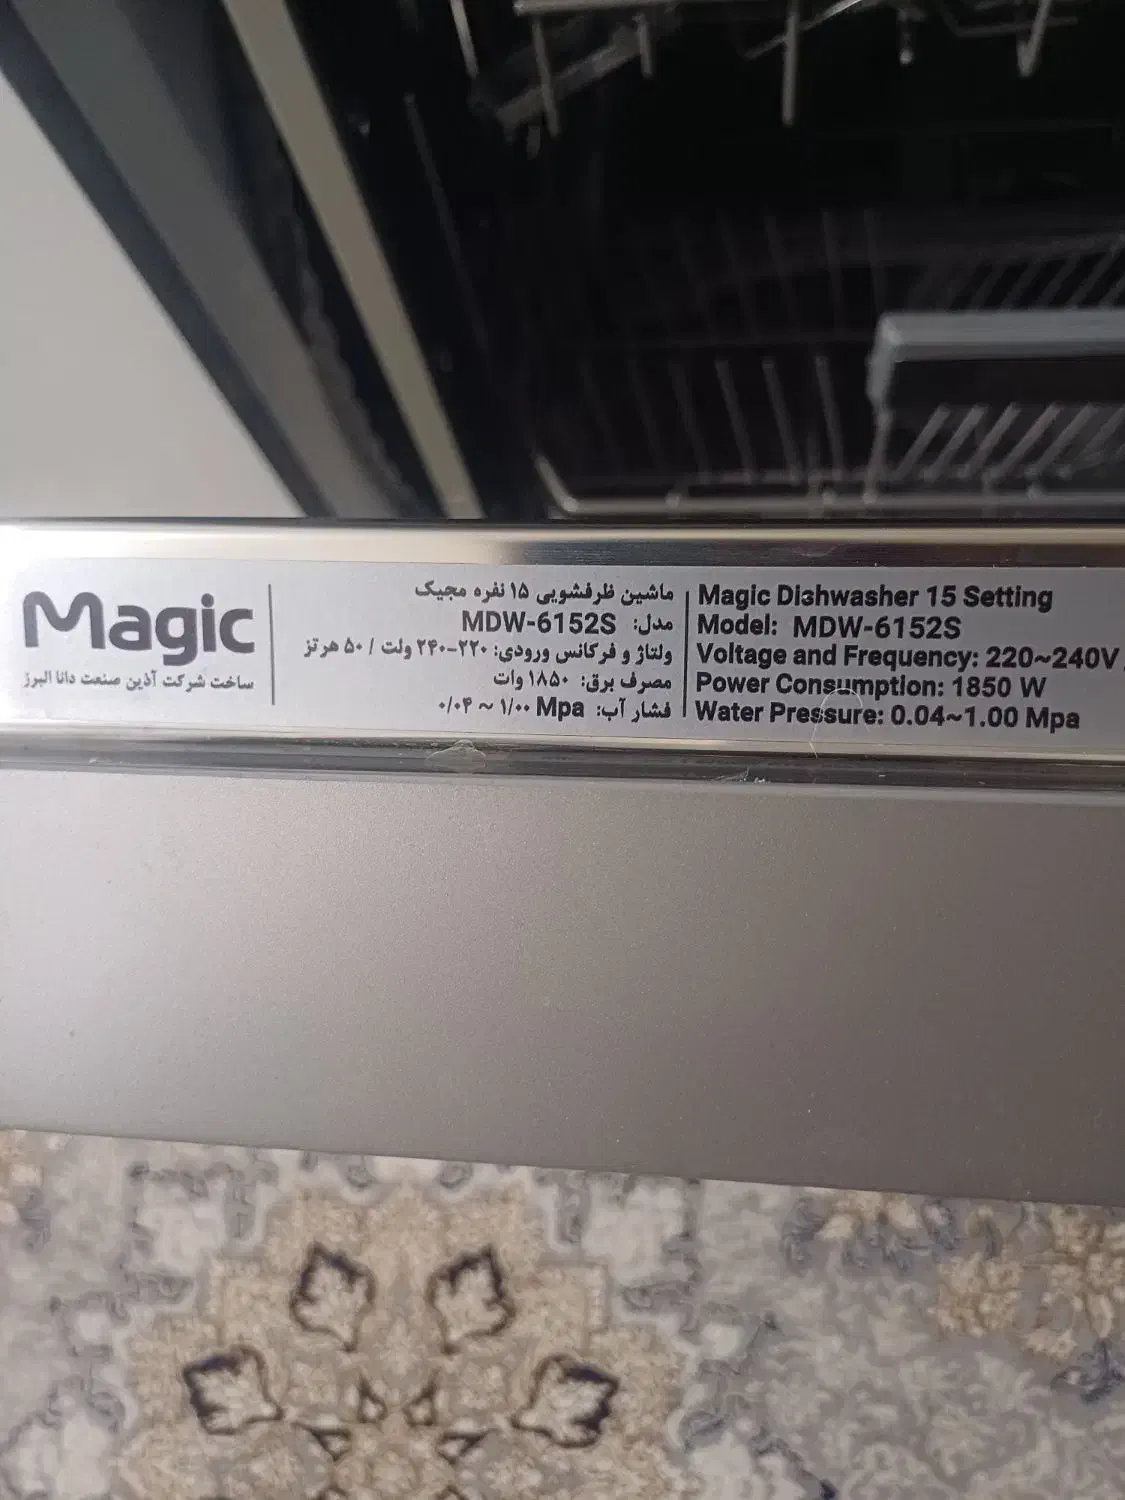 Magic
ساخت شرکت آذین صنعت دانا البرز
ماشین ظرفشویی ۱۵ نفره مجیک
مدل: MDW-6152S
ولتاژ و فرکانس ورودی: ۲۲۰-۲۴۰ ولت / ۵۰ هرتز
مصرف برق: ۱۸۵۰ وات
فشار آب: ۰/۰۴ ~ ۱/۰۰ Mpa
Magic Dishwasher 15 Setting
Model: MDW-6152S
Voltage and Frequency: 220~240V
Power Consumption: 1850 W
Water Pressure: 0.04~1.00 Mpa